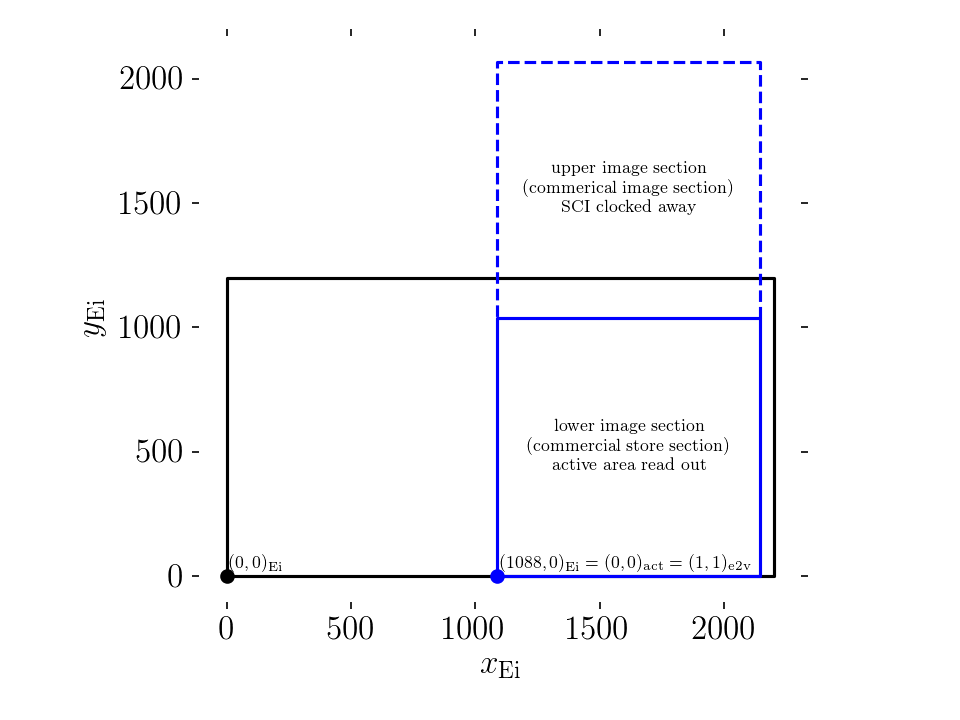 2000
upper image section
(commerical image section)
SCI clocked away
1500
y_Ei
1000
lower image section
(commercial store section)
active area read out
500
(0, 0)_Ei
(1088, 0)_Ei = (0, 0)_act = (1, 1)_e2v
0
0 500 1000 1500 2000
x_Ei